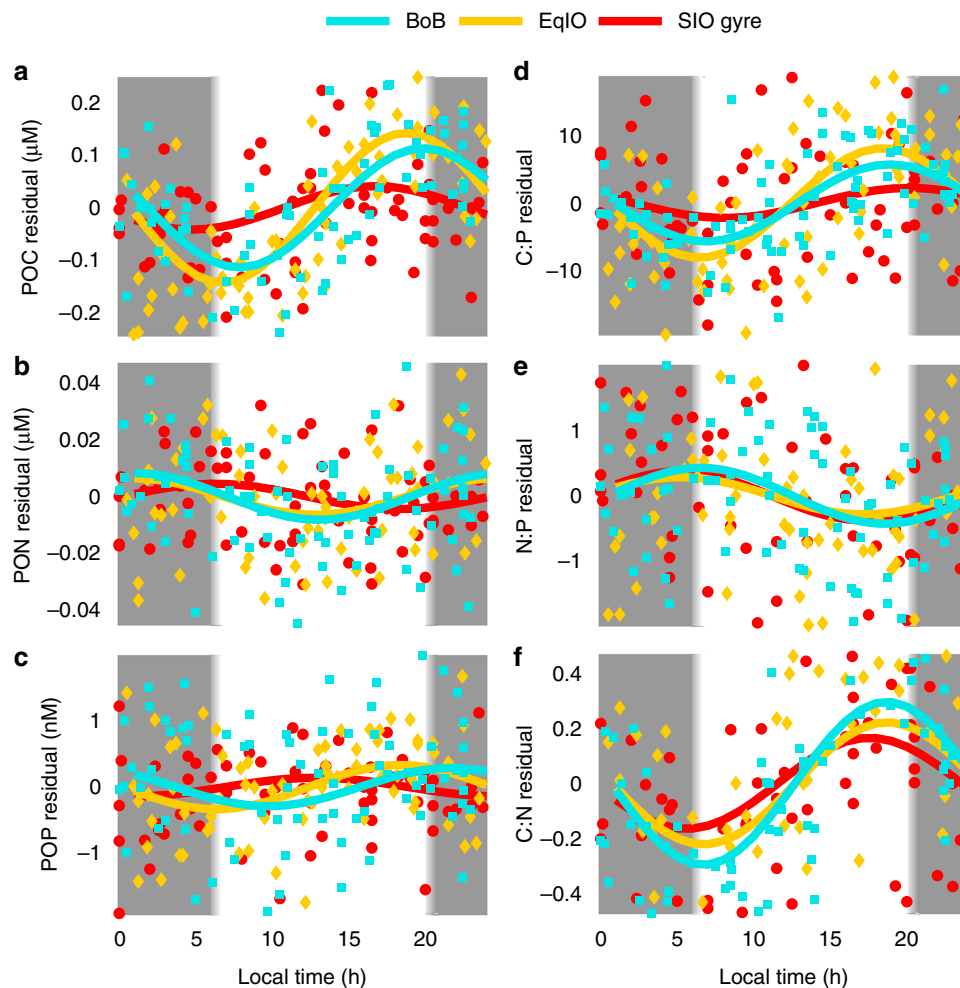 BoB EqIO SIO gyre
a
0.2
0.1
0
–0.1
–0.2
POC residual (μM)
b
0.04
0.02
0
–0.02
–0.04
PON residual (μM)
c
1
0
–1
POP residual (nM)
0 5 10 15 20
Local time (h)
d
10
0
–10
C:P residual
e
1
0
–1
N:P residual
f
0.4
0.2
0
–0.2
–0.4
C:N residual
0 5 10 15 20
Local time (h)